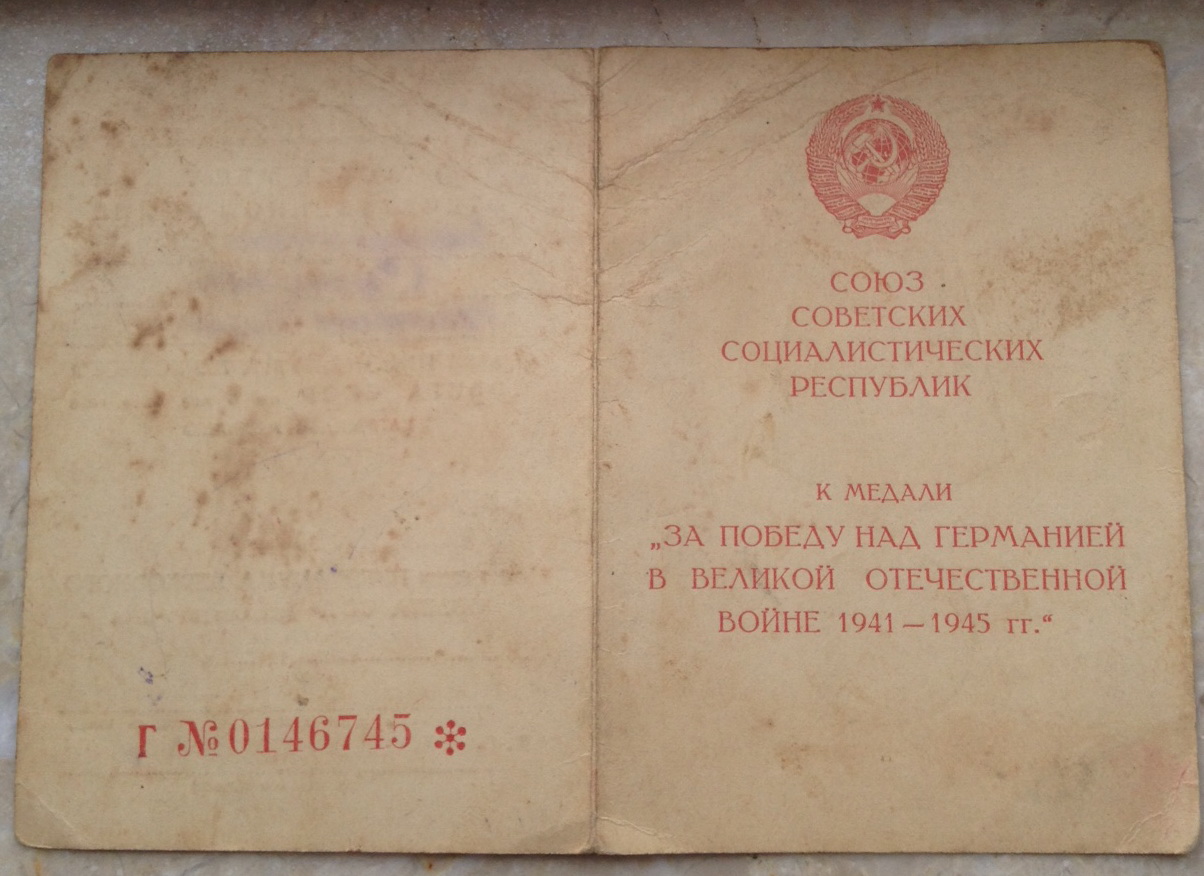 Г №0146745
СОЮЗ
СОВЕТСКИХ
СОЦИАЛИСТИЧЕСКИХ
РЕСПУБЛИК
К МЕДАЛИ
„ЗА ПОБЕДУ НАД ГЕРМАНИЕЙ
В ВЕЛИКОЙ ОТЕЧЕСТВЕННОЙ
ВОЙНЕ 1941—1945 гг.“